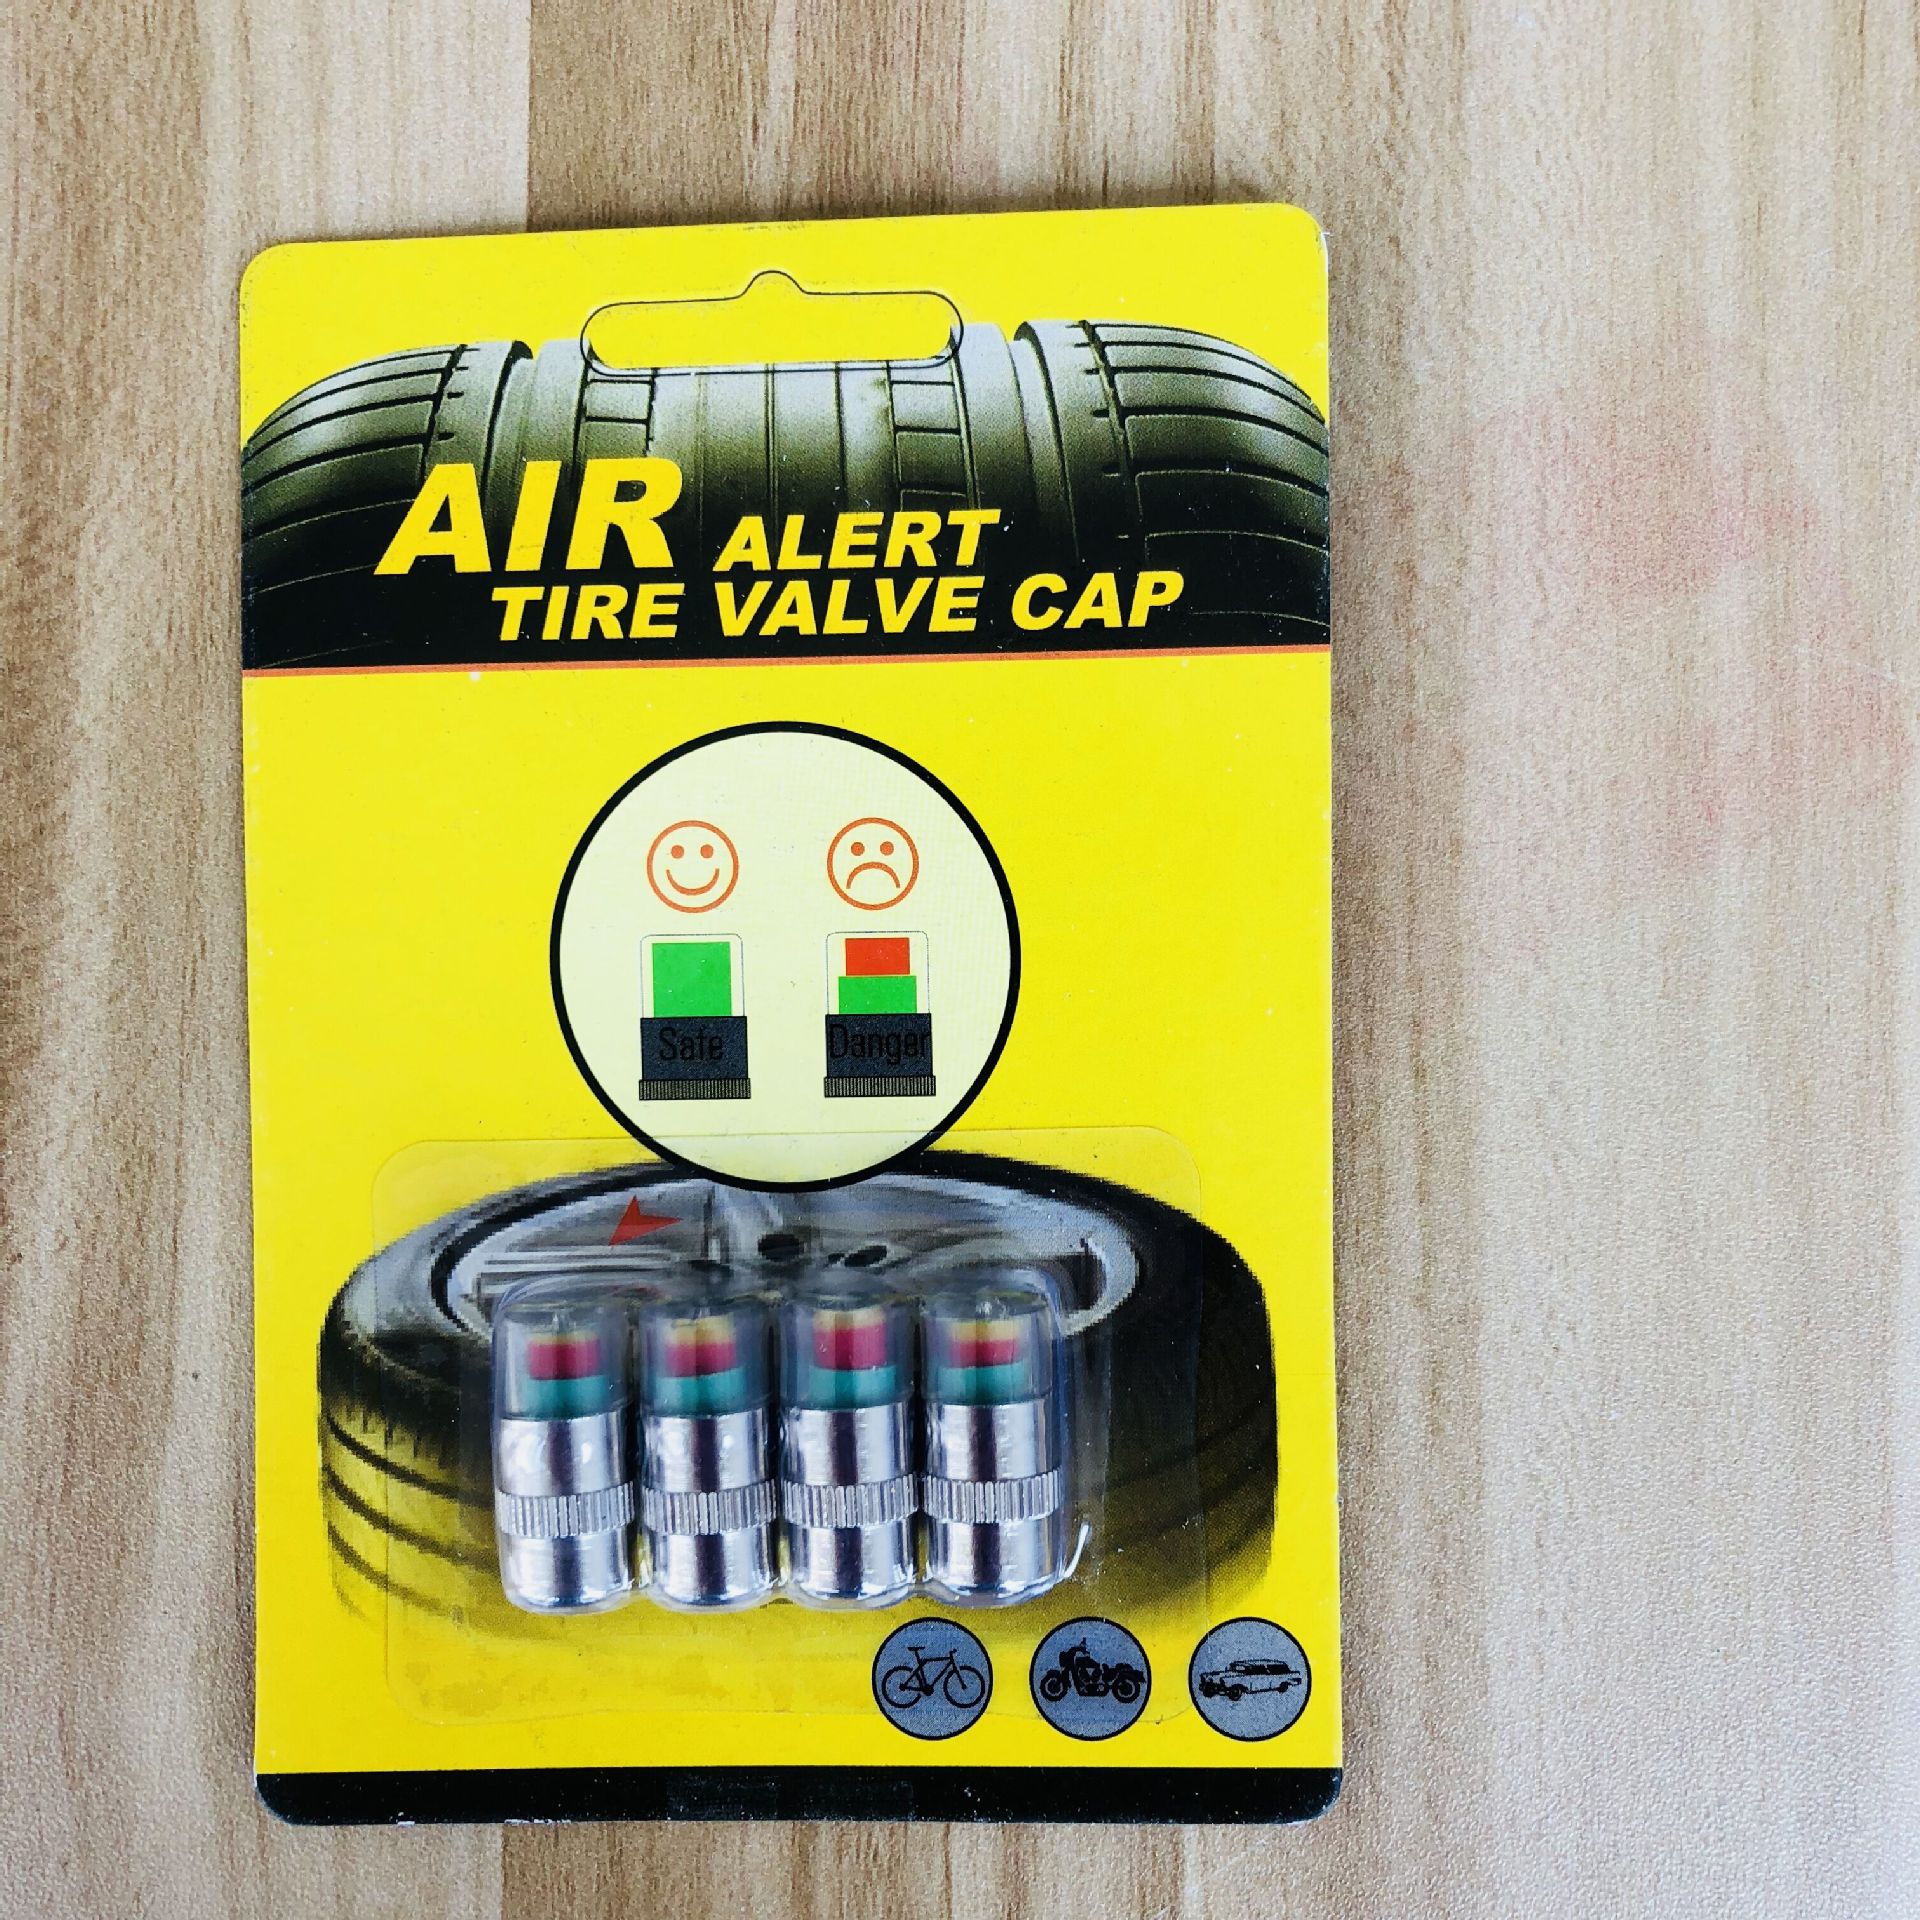 AIR ALERT
TIRE VALVE CAP
Safe Danger